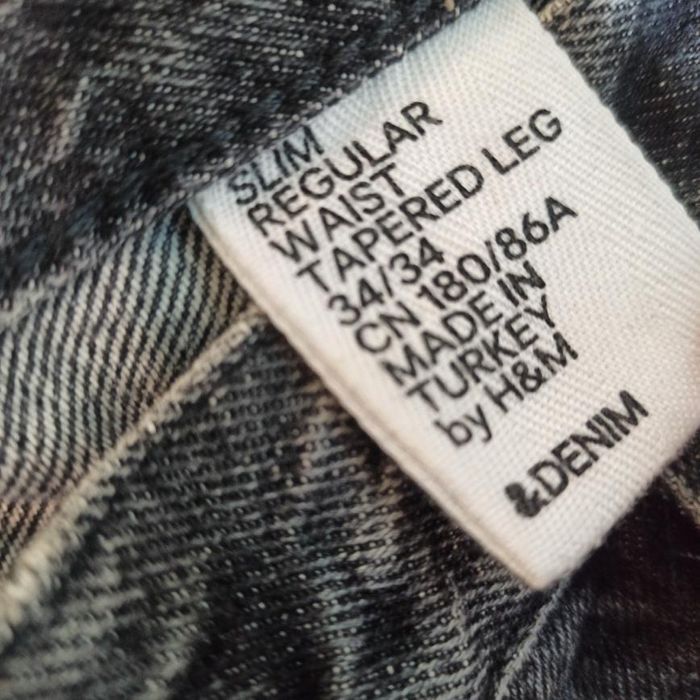 SLIM
REGULAR
WAIST
TAPERED LEG
34/34
CN 180/86A
MADE IN
TURKEY
by H&M
&DENIM